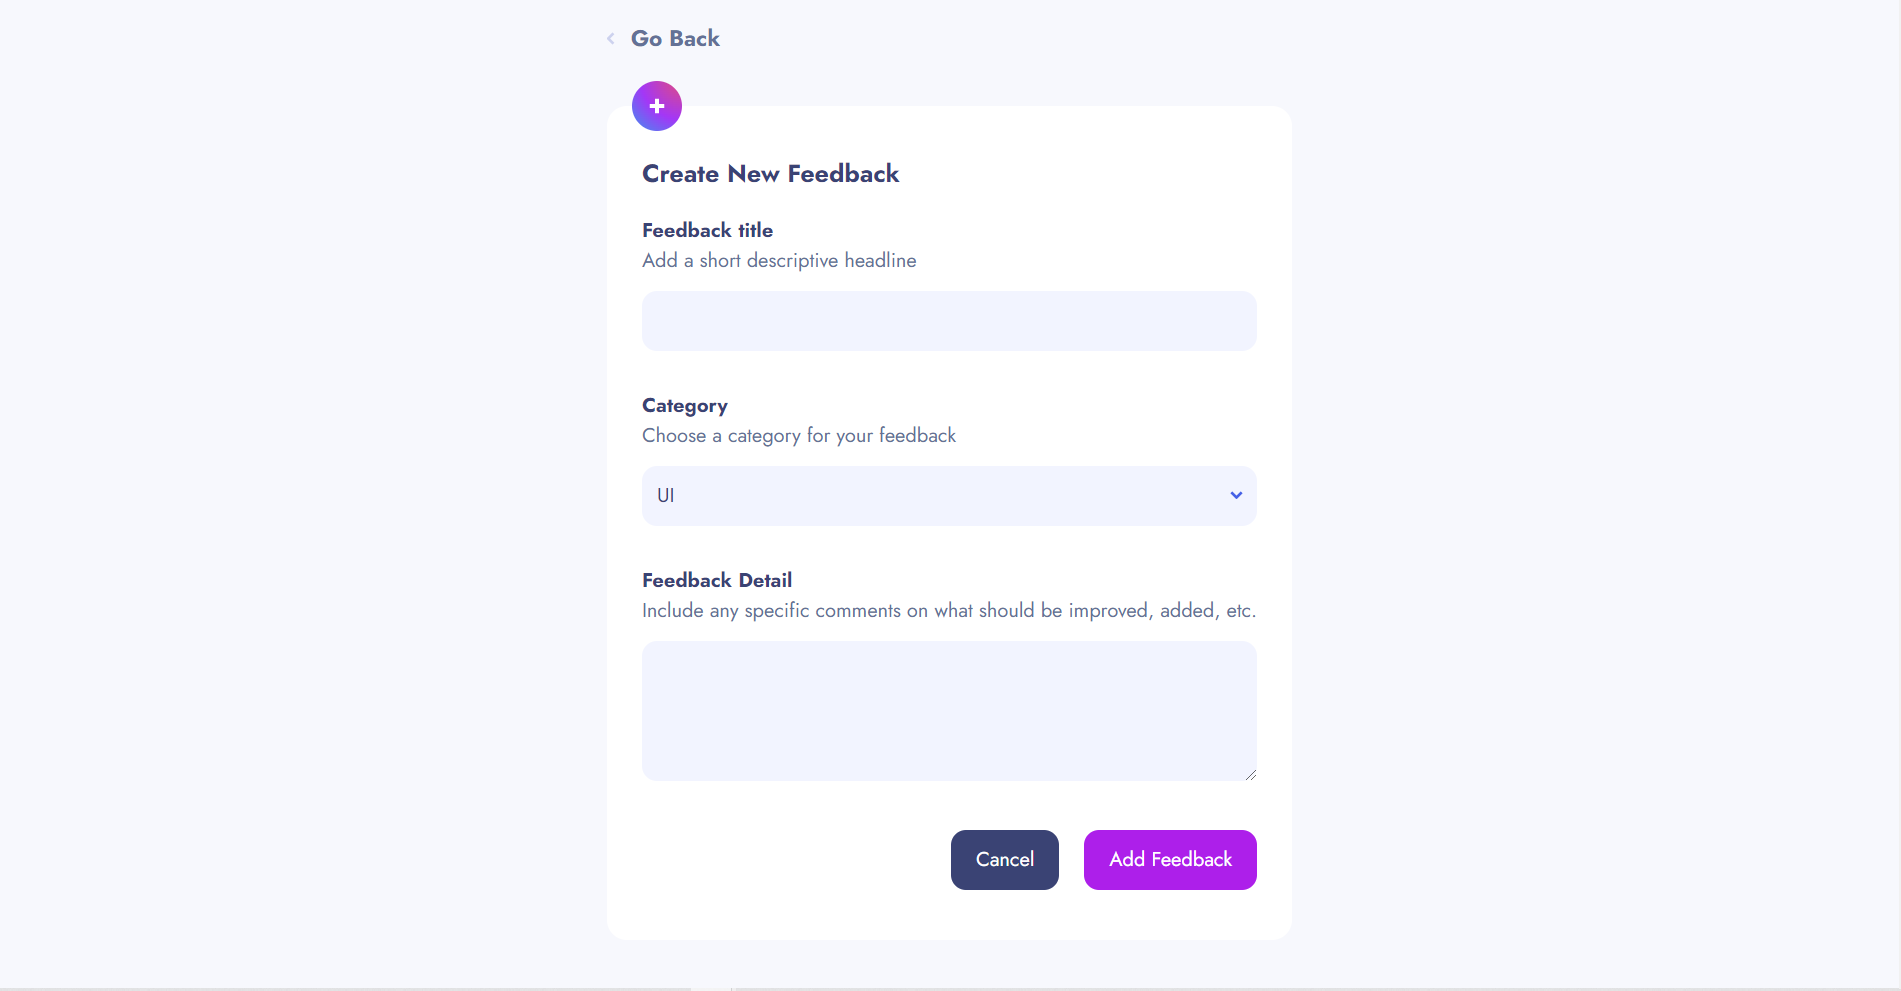 Go Back
Create New Feedback
Feedback title
Add a short descriptive headline
Category
Choose a category for your feedback
UI
Feedback Detail
Include any specific comments on what should be improved, added, etc.
Cancel
Add Feedback